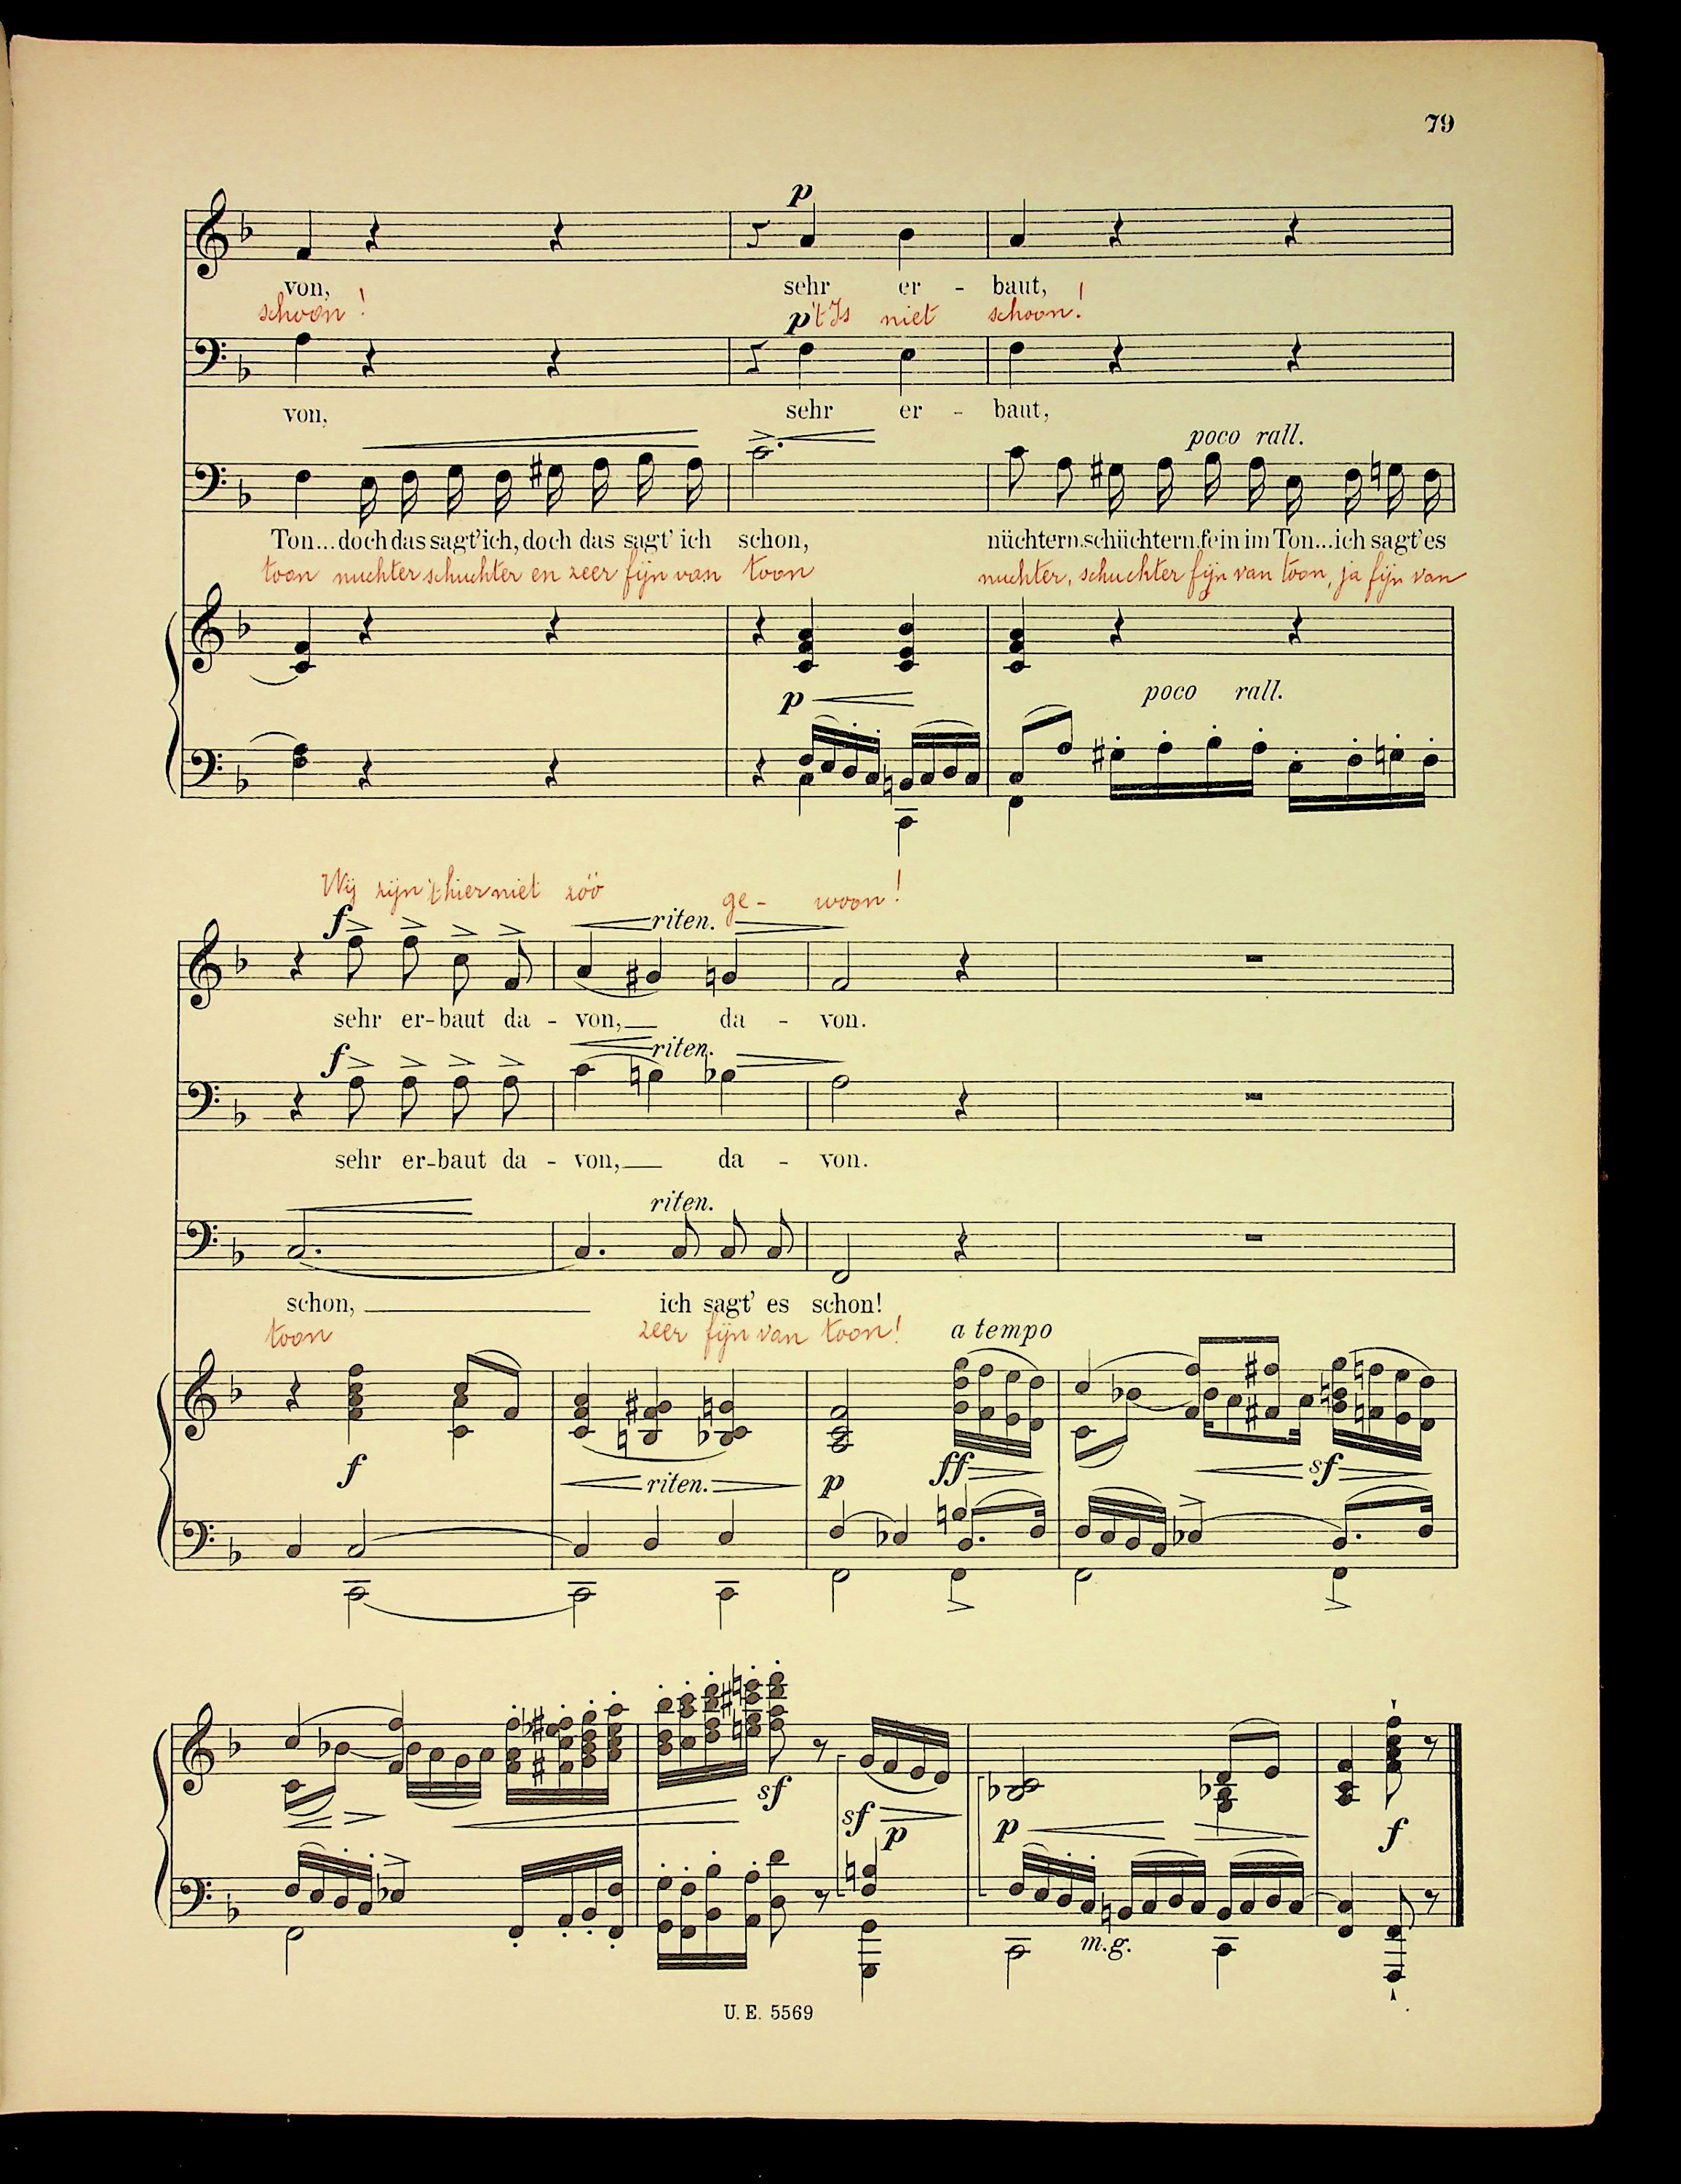 79
p
von, sehr er - baut,
schoon! 't Is niet schoon!
p
von, sehr er - baut,
poco rall.
Ton... doch das sagt' ich, doch das sagt' ich schon, nüchtern. schüchtern. fein im Ton... ich sagt' es
toon nuchter schuchter en zeer fijn van toon nuchter, schuchter fijn van toon, ja fijn van
poco rall.
p
Wij zijn 't hier niet zóó ge - woon!
f riten.
sehr er-baut da - von, da - von.
f riten.
sehr er-baut da - von, da - von.
riten.
schon, ich sagt' es schon!
toon zeer fijn van toon!
a tempo
f riten. p ff sf
sf sf p p f
m.g.
U. E. 5569